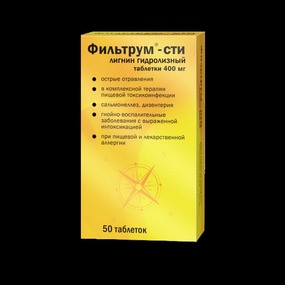 Фильтрум®-сти
лигнин гидролизный
таблетки 400 мг
острые отравления
в комплексной терапии
пищевой токсикоинфекции
сальмонеллез, дизентерия
гнойно-воспалительные
заболевания с выраженной
интоксикацией
при пищевой и лекарственной
аллергии
50 таблеток